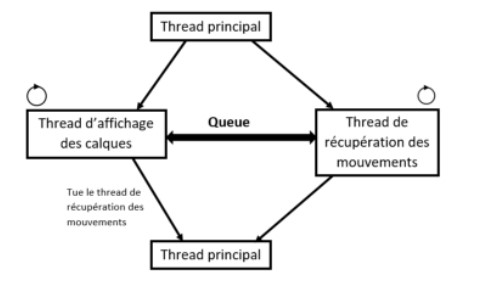 Thread principal
Thread d'affichage
des calques
Queue
Thread de
récupération des
mouvements
Tue le thread de
récupération des
mouvements
Thread principal